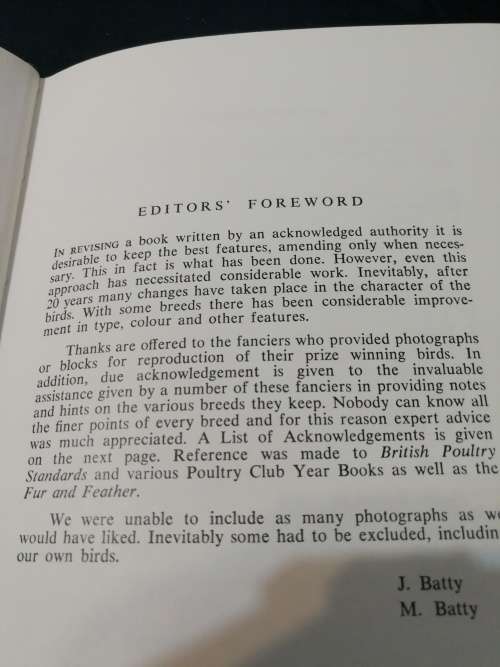 EDITORS' FOREWORD
IN REVISING a book written by an acknowledged authority it is
desirable to keep the best features, amending only when neces-
sary. This in fact is what has been done. However, even this
approach has necessitated considerable work. Inevitably, after
20 years many changes have taken place in the character of the
birds. With some breeds there has been considerable improve-
ment in type, colour and other features.
Thanks are offered to the fanciers who provided photographs
or blocks for reproduction of their prize winning birds. In
addition, due acknowledgement is given to the invaluable
assistance given by a number of these fanciers in providing notes
and hints on the various breeds they keep. Nobody can know all
the finer points of every breed and for this reason expert advice
was much appreciated. A List of Acknowledgements is given
on the next page. Reference was made to British Poultry
Standards and various Poultry Club Year Books as well as the
Fur and Feather.
We were unable to include as many photographs as we
would have liked. Inevitably some had to be excluded, includin
our own birds.
J. Batty
M. Batty